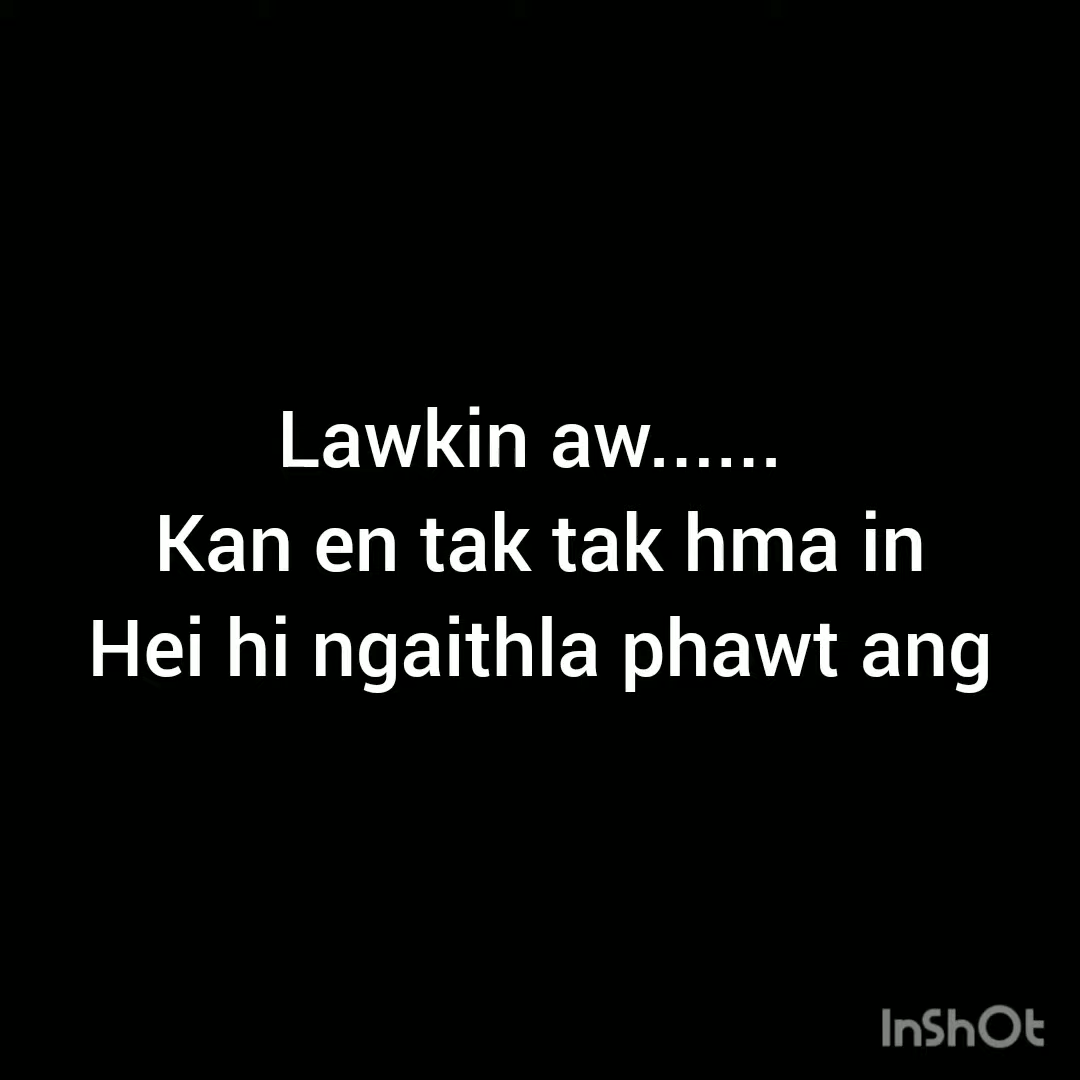 Lawkin aw......
Kan en tak tak hma in
Hei hi ngaithla phawt ang
InShOt